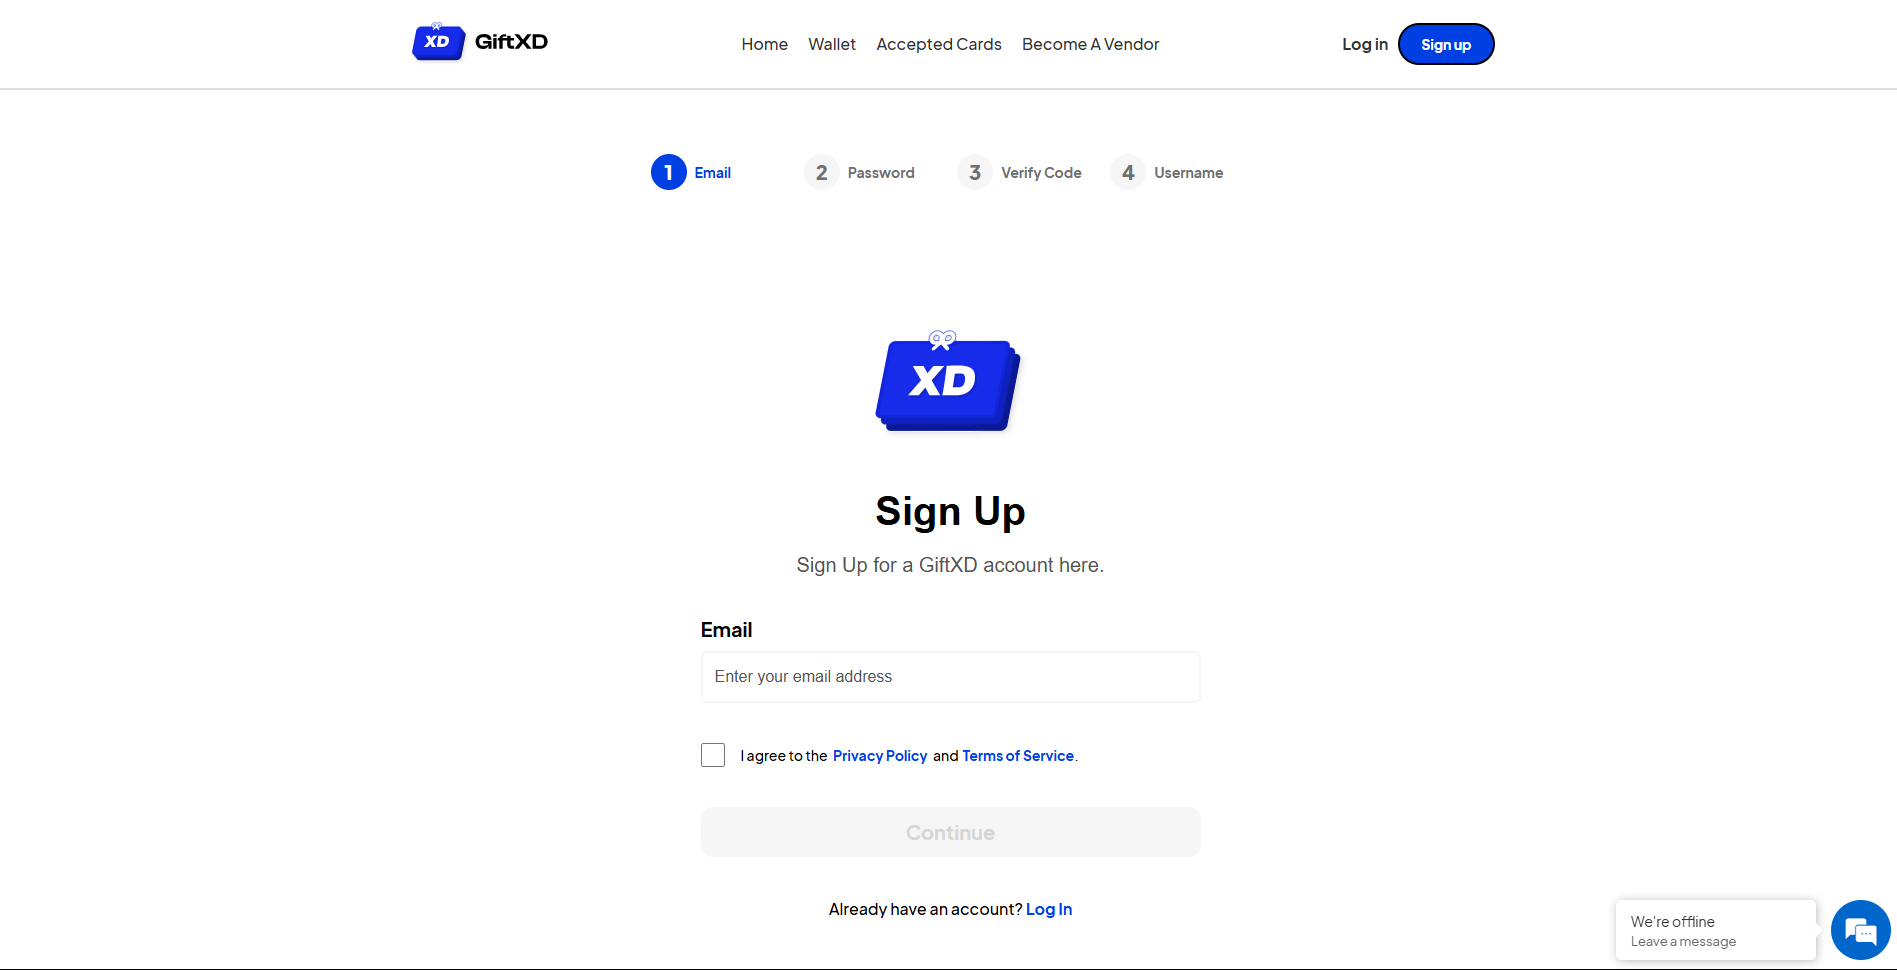 XD GiftXD Home Wallet Accepted Cards Become A Vendor Log in Sign up
1 Email 2 Password 3 Verify Code 4 Username
XD
Sign Up
Sign Up for a GiftXD account here.
Email
Enter your email address
I agree to the Privacy Policy and Terms of Service.
Continue
Already have an account? Log In
We're offline
Leave a message